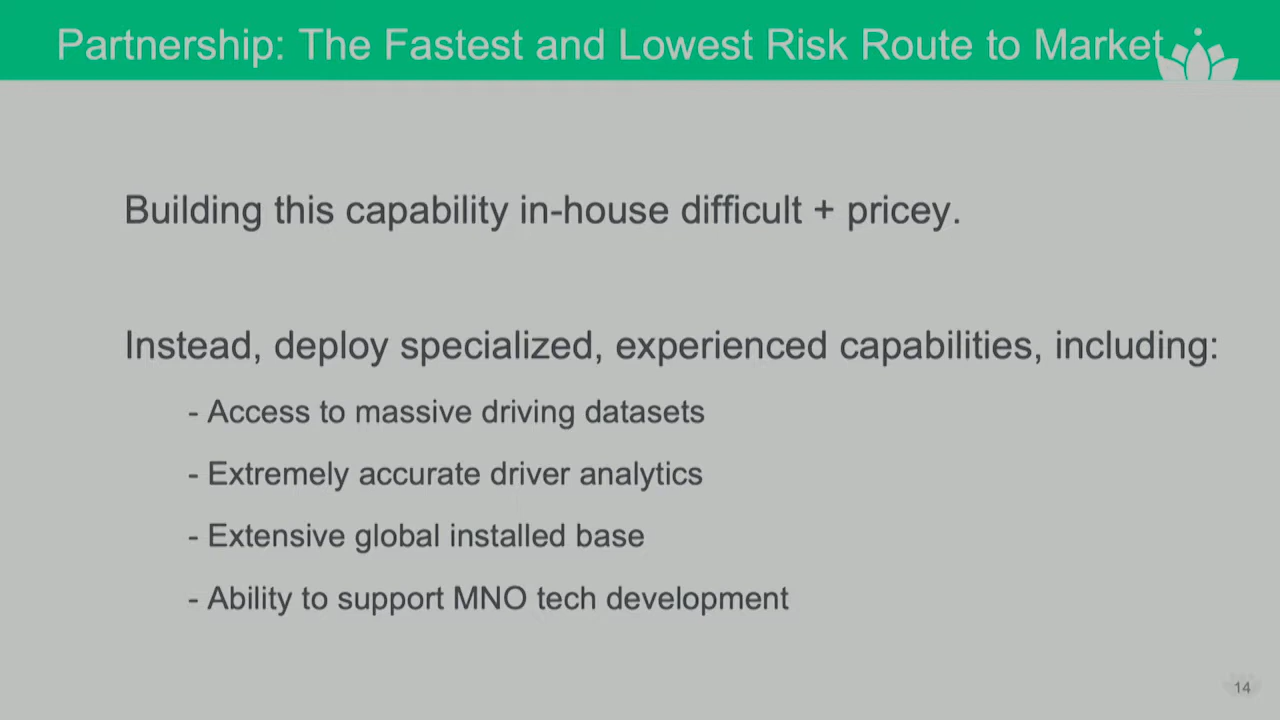 Partnership: The Fastest and Lowest Risk Route to Market
Building this capability in-house difficult + pricey.
Instead, deploy specialized, experienced capabilities, including:
- Access to massive driving datasets
- Extremely accurate driver analytics
- Extensive global installed base
- Ability to support MNO tech development
14